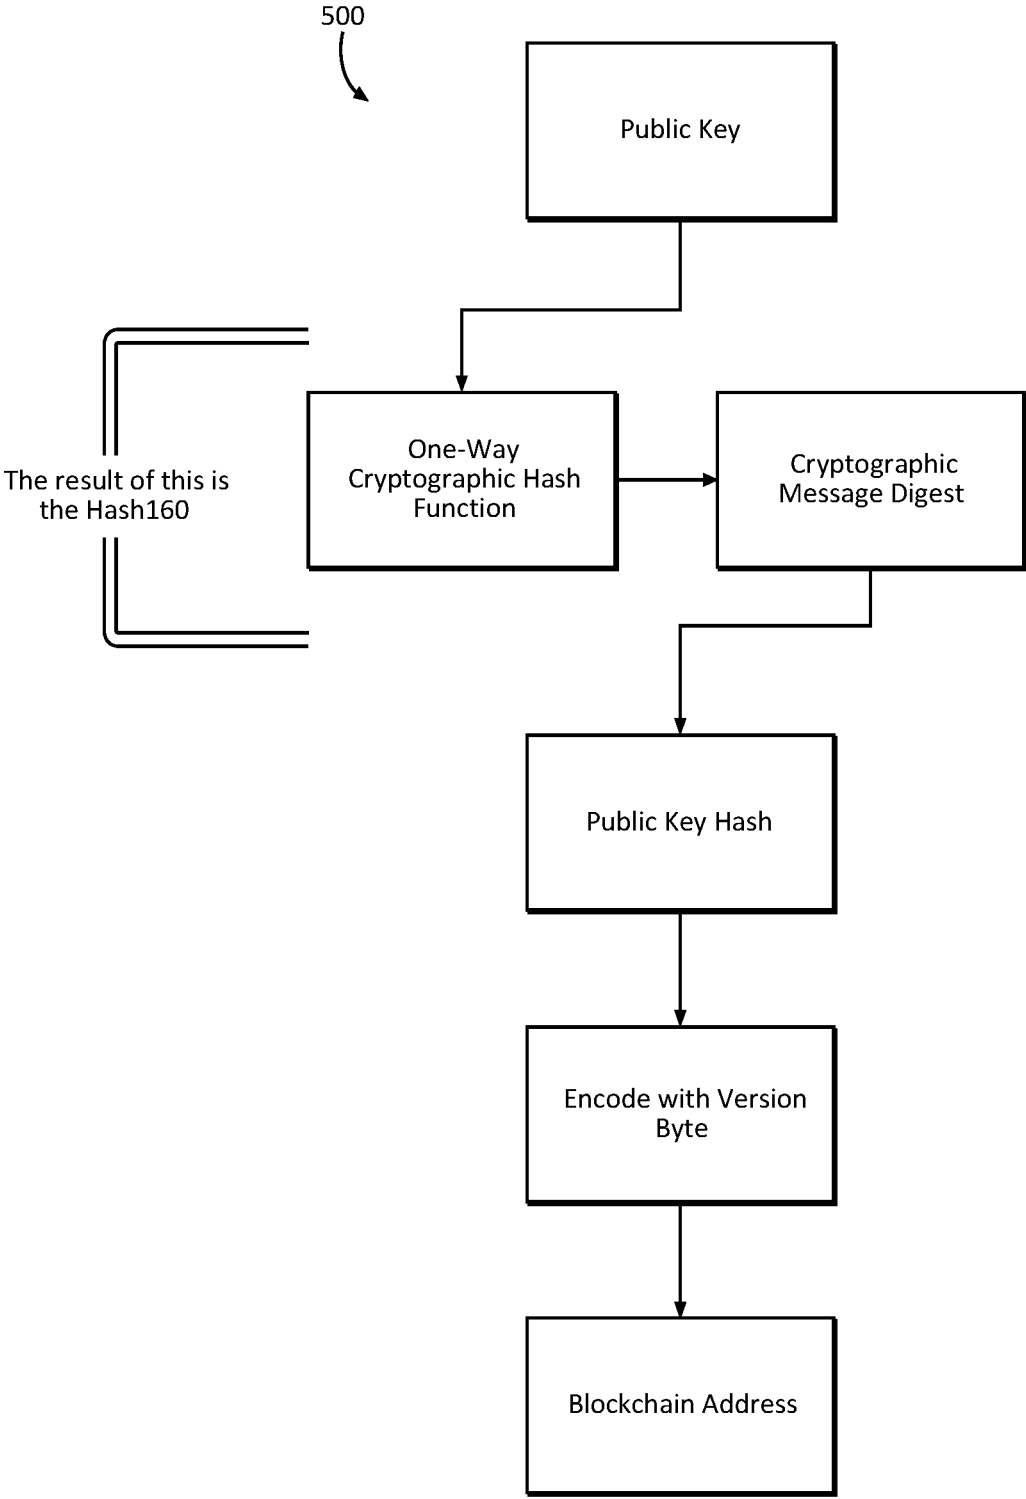 500
Public Key
The result of this is
the Hash160
One-Way
Cryptographic Hash
Function
Cryptographic
Message Digest
Public Key Hash
Encode with Version
Byte
Blockchain Address